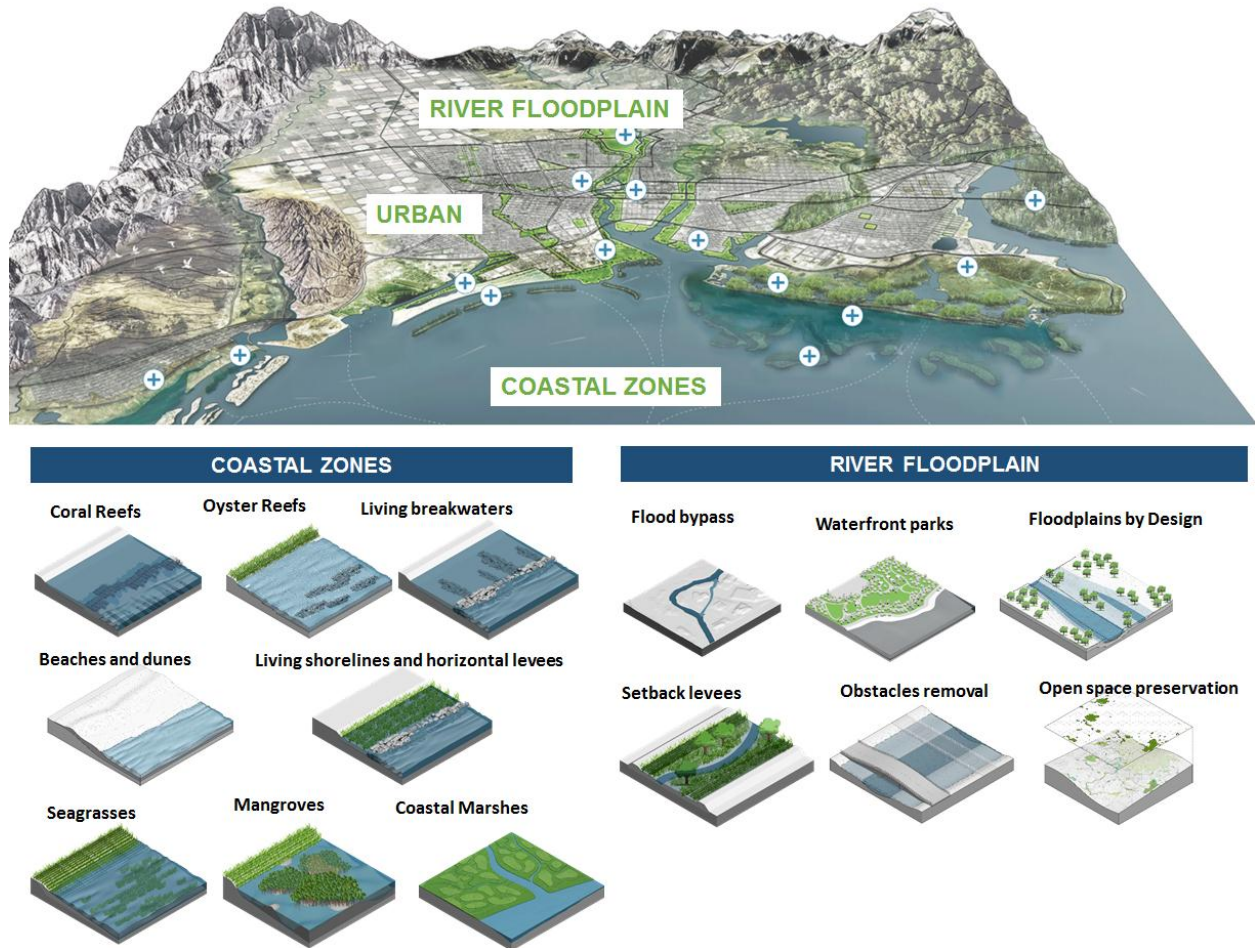 RIVER FLOODPLAIN
URBAN
COASTAL ZONES
COASTAL ZONES
Coral Reefs
Oyster Reefs
Living breakwaters
Beaches and dunes
Living shorelines and horizontal levees
Seagrasses
Mangroves
Coastal Marshes
RIVER FLOODPLAIN
Flood bypass
Waterfront parks
Floodplains by Design
Setback levees
Obstacles removal
Open space preservation